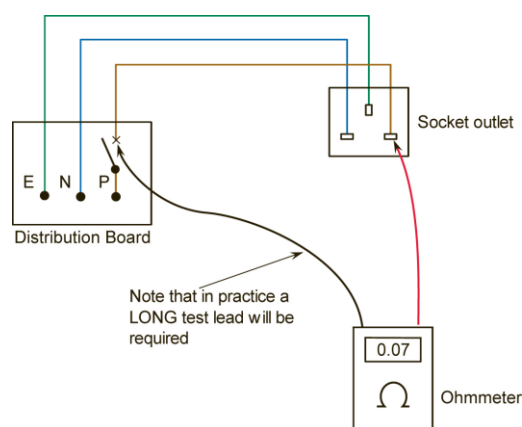 Socket outlet
E N P
Distribution Board
Note that in practice a
LONG test lead will be
required
0.07
Ω
Ohmmeter